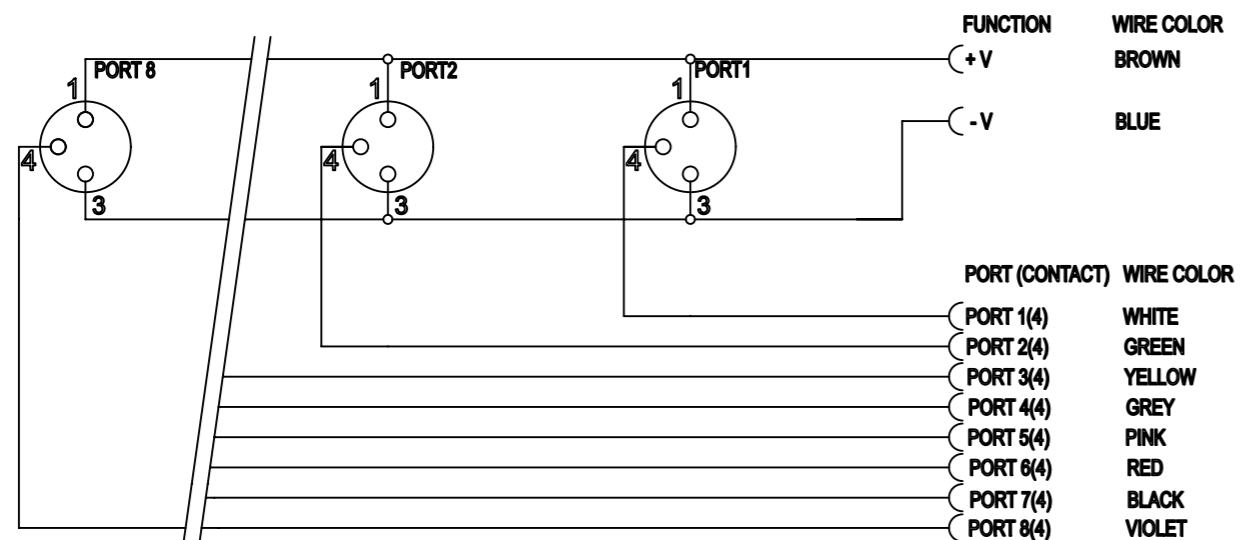 FUNCTION WIRE COLOR
+ V BROWN
PORT 8 PORT2 PORT1
1 1 1
- V BLUE
4 4 4
3 3 3
PORT (CONTACT) WIRE COLOR
PORT 1(4) WHITE
PORT 2(4) GREEN
PORT 3(4) YELLOW
PORT 4(4) GREY
PORT 5(4) PINK
PORT 6(4) RED
PORT 7(4) BLACK
PORT 8(4) VIOLET